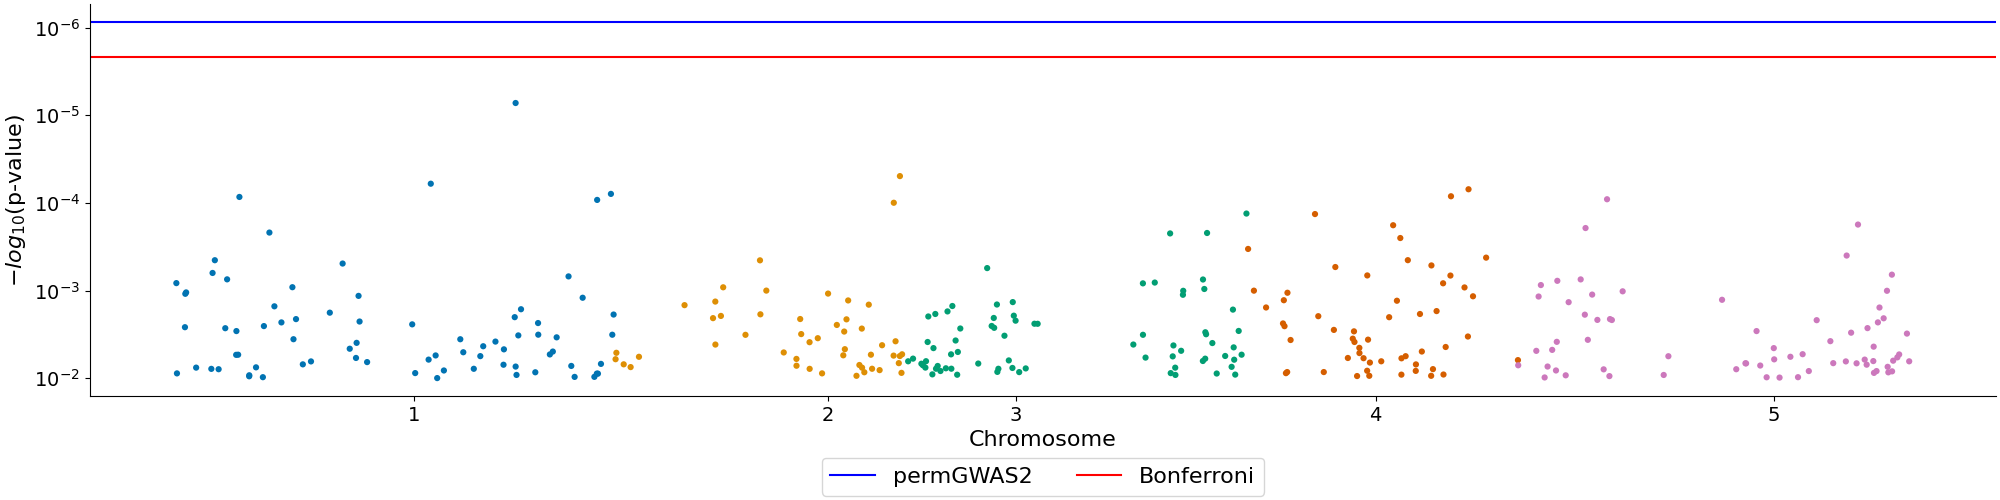 10⁻⁶
10⁻⁵
10⁻⁴
10⁻³
10⁻²
−log₁₀(p-value)
1 2 3 4 5
Chromosome
permGWAS2 Bonferroni